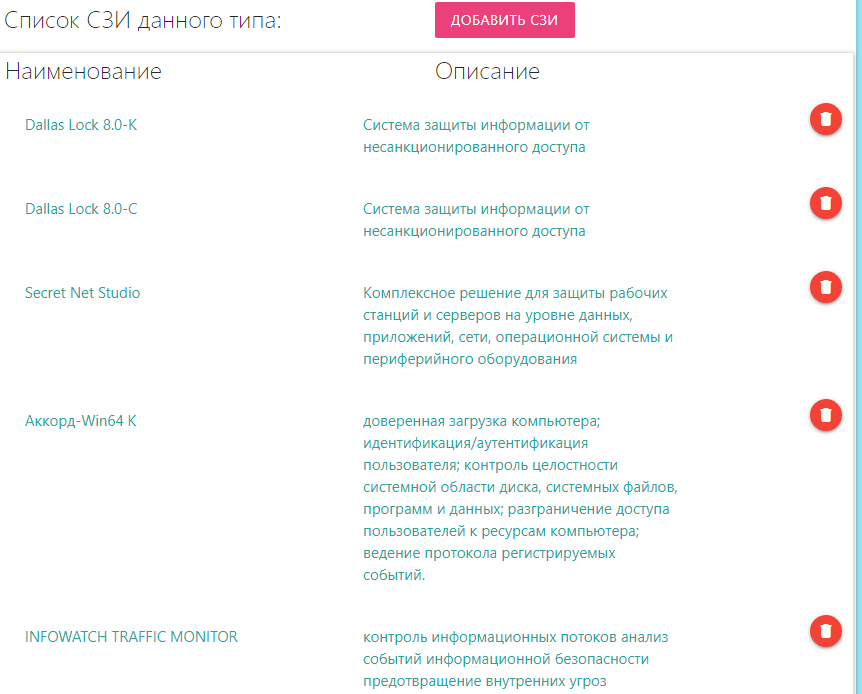 Список СЗИ данного типа:
ДОБАВИТЬ СЗИ
Наименование
Описание
Dallas Lock 8.0-K
Система защиты информации от
несанкционированного доступа
Dallas Lock 8.0-C
Система защиты информации от
несанкционированного доступа
Secret Net Studio
Комплексное решение для защиты рабочих
станций и серверов на уровне данных,
приложений, сети, операционной системы и
периферийного оборудования
Аккорд-Win64 K
доверенная загрузка компьютера;
идентификация/аутентификация
пользователя; контроль целостности
системной области диска, системных файлов,
программ и данных; разграничение доступа
пользователей к ресурсам компьютера;
ведение протокола регистрируемых
событий.
INFOWATCH TRAFFIC MONITOR
контроль информационных потоков анализ
событий информационной безопасности
предотвращение внутренних угроз